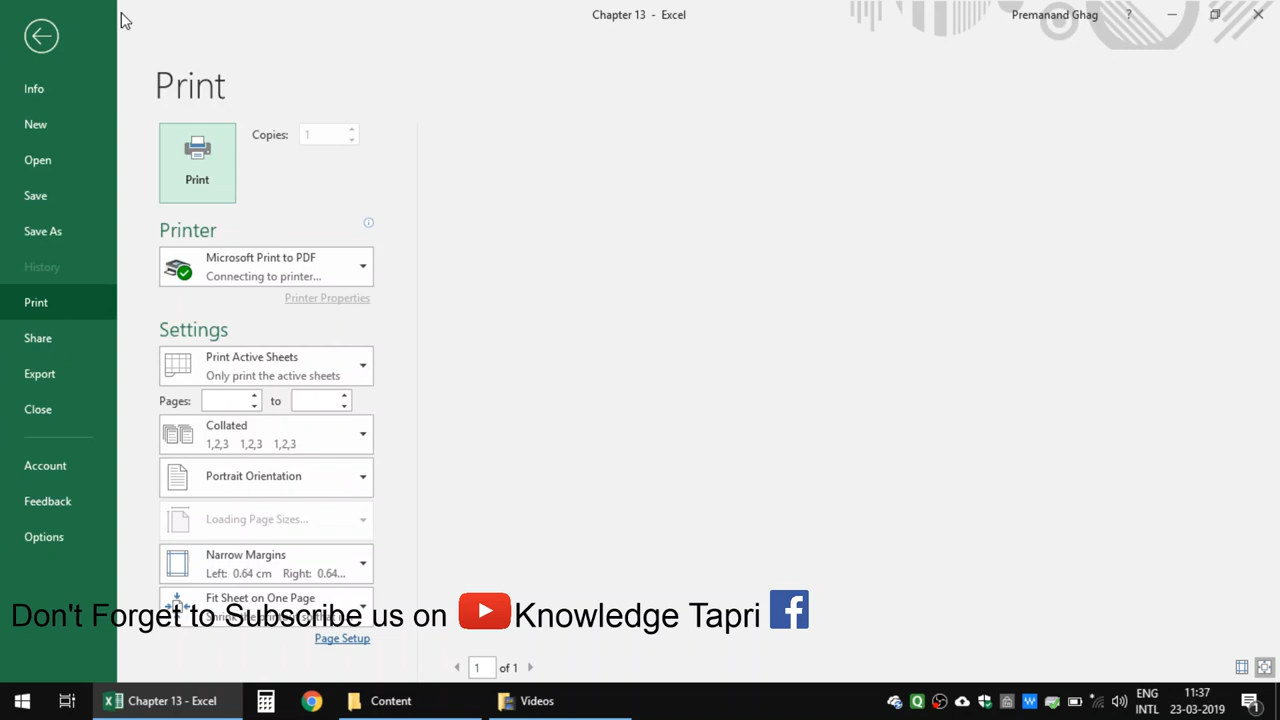 Chapter 13 - Excel
Premanand Ghag
?
Info
New
Open
Save
Save As
History
Print
Share
Export
Close
Account
Feedback
Options
Print
Print
Copies: 1
Printer
Microsoft Print to PDF
Connecting to printer...
Printer Properties
Settings
Print Active Sheets
Only print the active sheets
Pages: to
Collated
1,2,3 1,2,3 1,2,3
Portrait Orientation
Loading Page Sizes...
Narrow Margins
Left: 0.64 cm Right: 0.64...
Fit Sheet on One Page
Don't Forget to Subscribe us on Knowledge Tapri
Page Setup
1 of 1
Chapter 13 - Excel
Content
Videos
ENG
INTL
11:37
23-03-2019